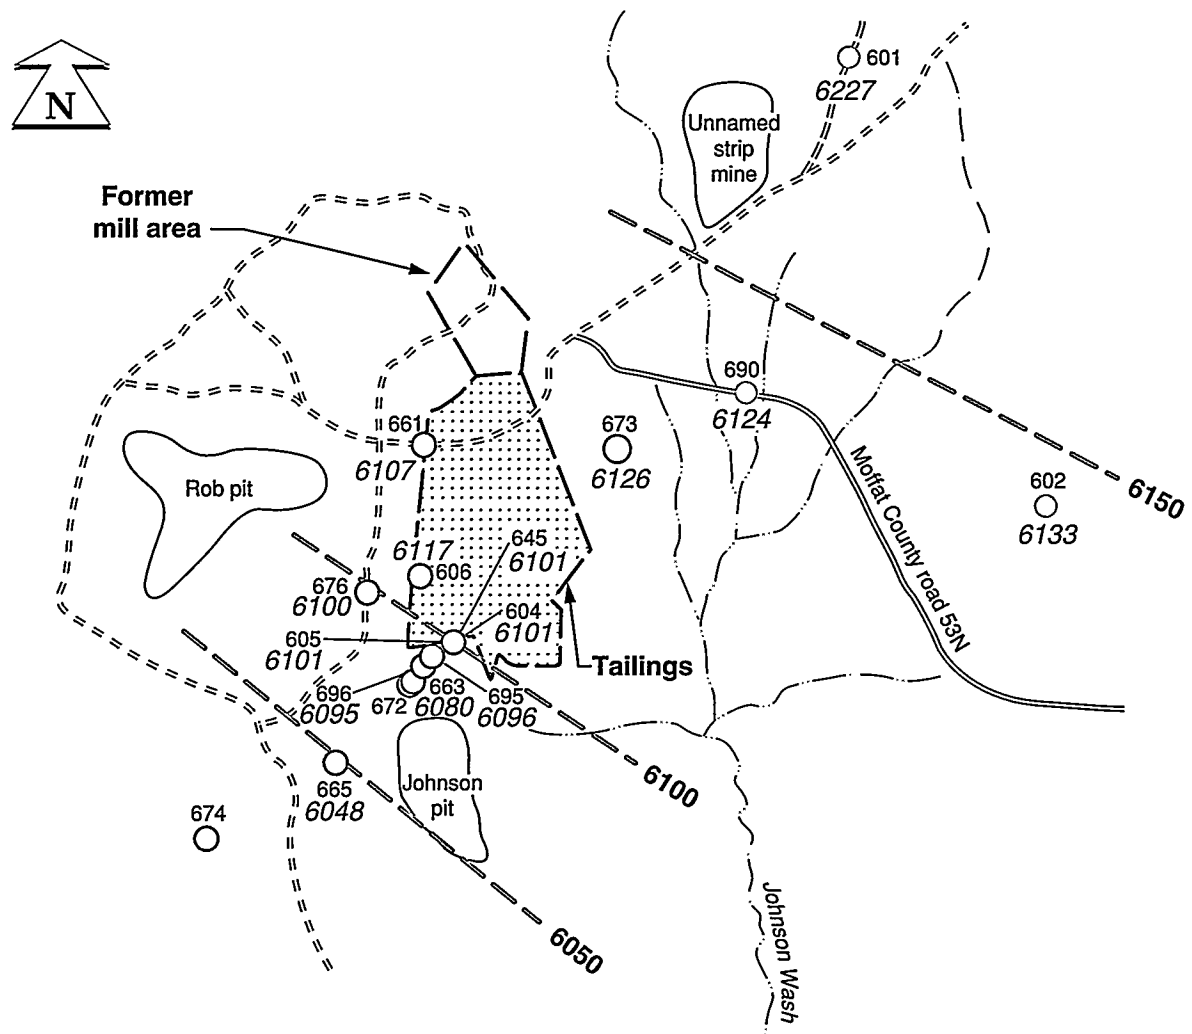 601
6227
N
Unnamed
strip
mine
Former
mill area
690
6124
661
6107
673
6126
602
6133
6150
Rob pit
Moffat County road 53N
645
6101
6117
606
676
6100
604
6101
605
6101
Tailings
696
6095
663
6080
672
695
6096
6100
Johnson
pit
665
6048
674
6050
Johnson Wash